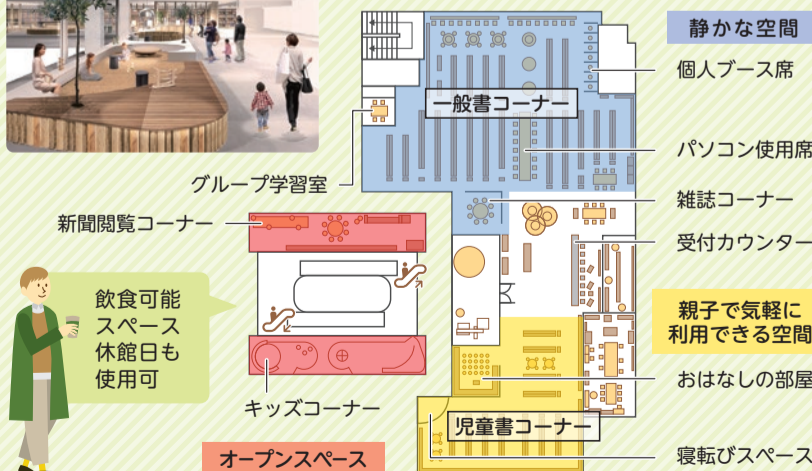 静かな空間
個人ブース席
一般書コーナー
パソコン使用席
グループ学習室
雑誌コーナー
新聞閲覧コーナー
受付カウンター
飲食可能
スペース
休館日も
使用可
親子で気軽に
利用できる空間
おはなしの部屋
キッズコーナー
児童書コーナー
オープンスペース
寝転びスペース